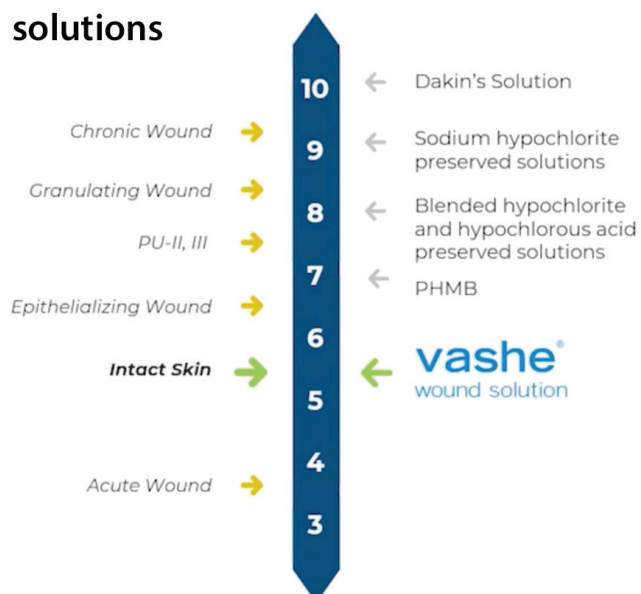 solutions
10
Dakin's Solution
Chronic Wound
9
Sodium hypochlorite
preserved solutions
Granulating Wound
8
Blended hypochlorite
and hypochlorous acid
preserved solutions
PU-II, III
7
PHMB
Epithelializing Wound
6
Intact Skin
vashe®
wound solution
5
4
Acute Wound
3